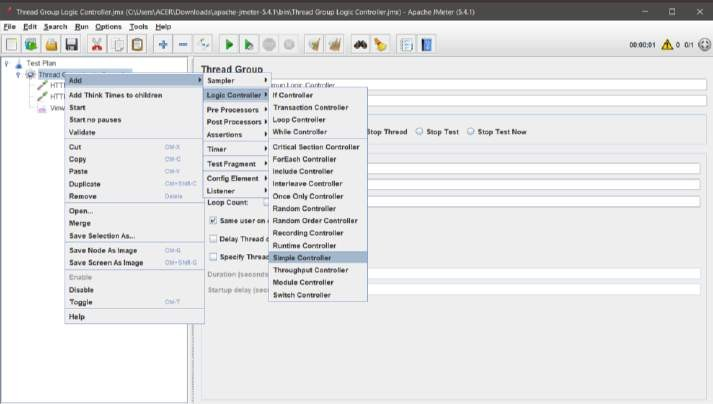 Thread Group Logic Controller.jmx (C:\Users\ACER\Downloads\apache-jmeter-5.4.1\bin\Thread Group Logic Controller.jmx) - Apache JMeter (5.4.1)
File Edit Search Run Options Tools Help
00:00:01 0 0/1
Test Plan
Thread G
HTT
HTT
View
Add
Add Think Times to children
Start
Start no pauses
Validate
Cut Ctrl-X
Copy Ctrl-C
Paste Ctrl-V
Duplicate Ctrl+Shift-C
Remove Delete
Open...
Merge
Save Selection As...
Save Node As Image Ctrl-G
Save Screen As Image Ctrl+Shift-G
Enable
Disable
Toggle Ctrl-T
Help
Sampler
Logic Controller
Pre Processors
Post Processors
Assertions
Timer
Test Fragment
Config Element
Listener
If Controller
Transaction Controller
Loop Controller
While Controller
Critical Section Controller
ForEach Controller
Include Controller
Interleave Controller
Once Only Controller
Random Controller
Random Order Controller
Recording Controller
Runtime Controller
Simple Controller
Throughput Controller
Module Controller
Switch Controller
Thread Group
Group Logic Controller
Stop Thread Stop Test Stop Test Now
Loop Count:
Same user on
Delay Thread
Specify Thread
Duration (seconds
Startup delay (sec